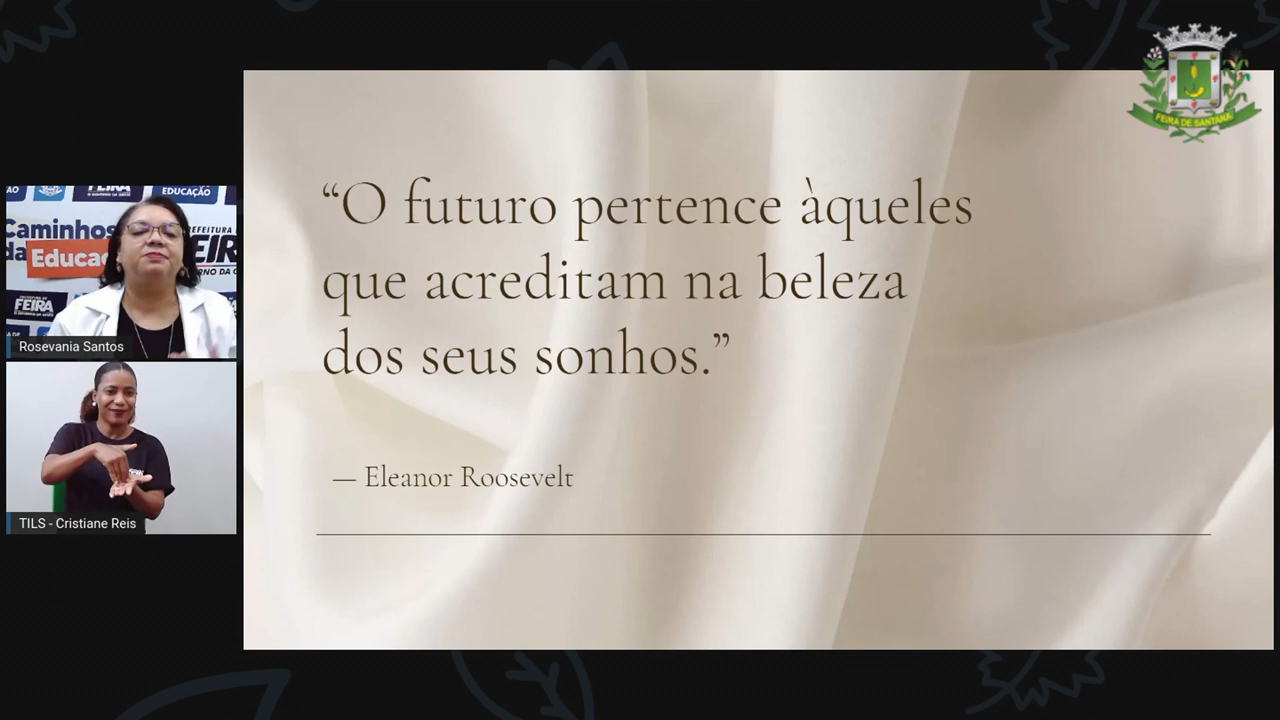 FEIRA DE SANTANA
“O futuro pertence àqueles
que acreditam na beleza
dos seus sonhos.”
— Eleanor Roosevelt
FEIRA
EDUCAÇÃO
Caminhos
da
Educaç
FEIRA
Rosevania Santos
TILS - Cristiane Reis